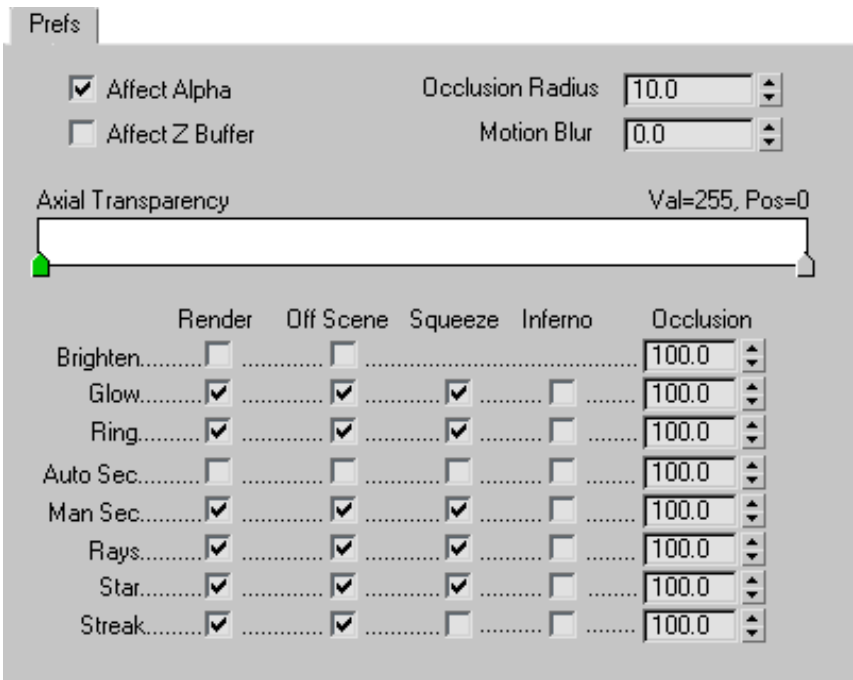 Prefs
Affect Alpha Occlusion Radius 10.0
Affect Z Buffer Motion Blur 0.0
Axial Transparency Val=255, Pos=0
Render Off Scene Squeeze Inferno Occlusion
Brighten 100.0
Glow 100.0
Ring 100.0
Auto Sec 100.0
Man Sec 100.0
Rays 100.0
Star 100.0
Streak 100.0